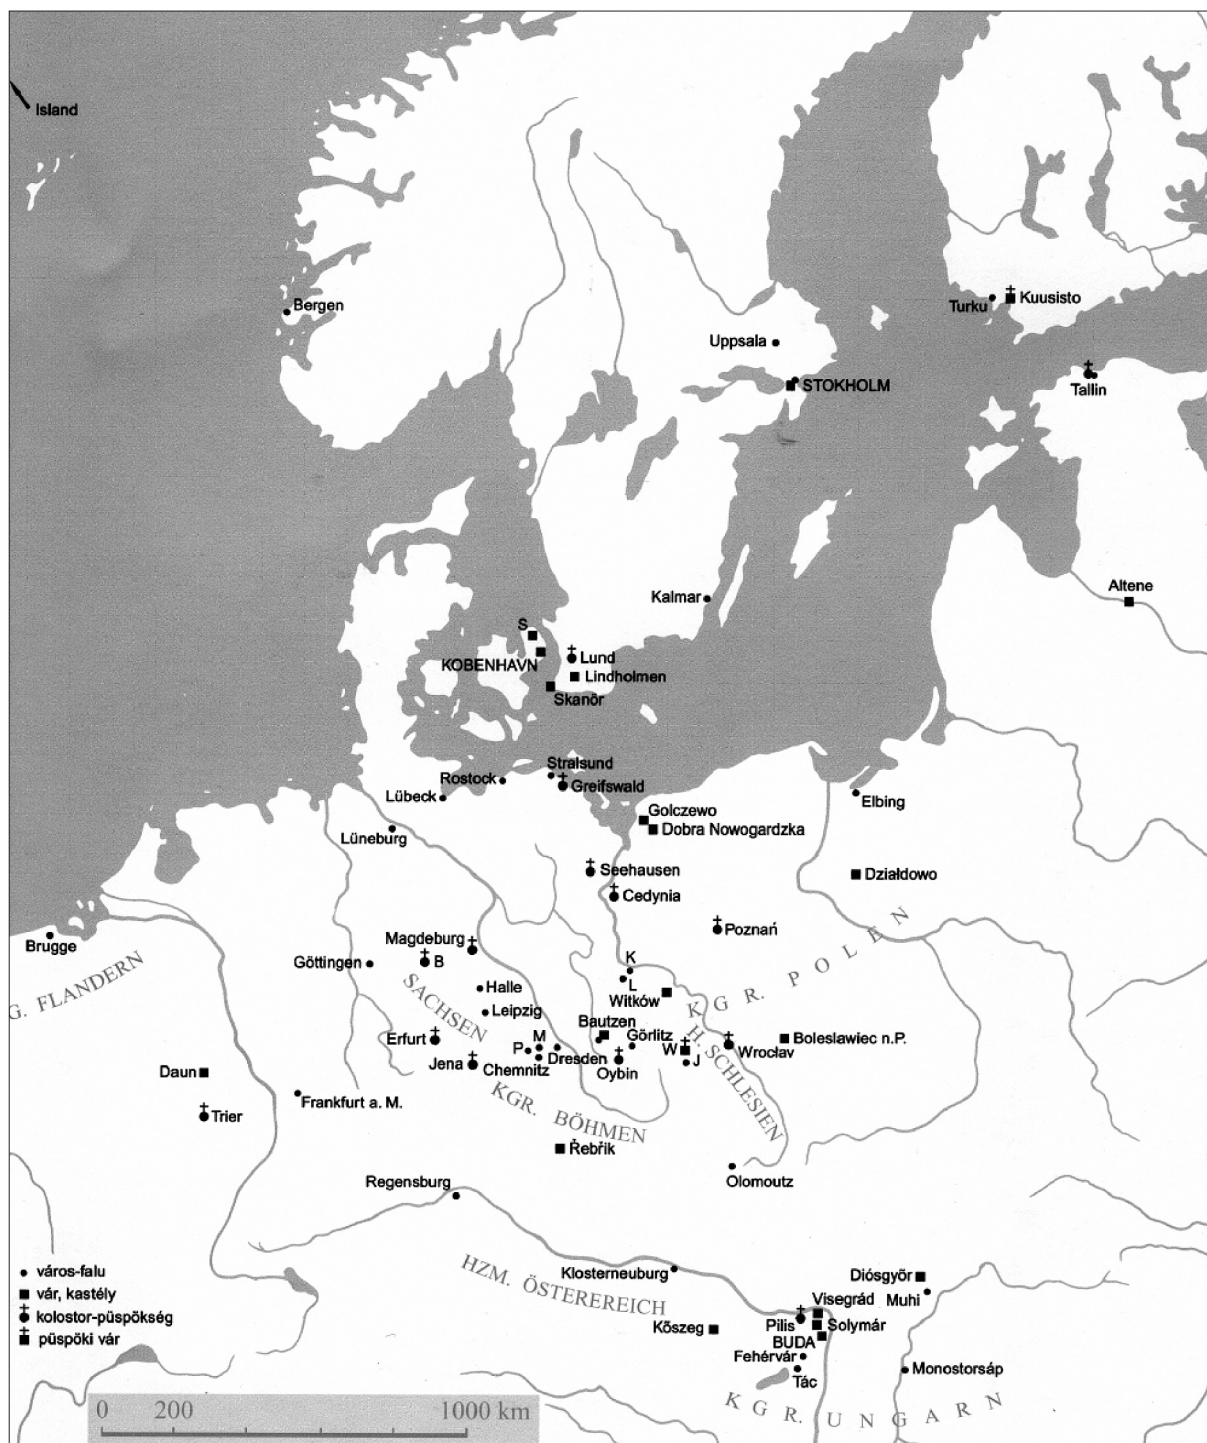 Island
Bergen
Turku
Kuusisto
Uppsala
STOKHOLM
Tallin
Altene
Kalmar
S
KOBENHAVN
Lund
Lindholmen
Skanör
Stralsund
Rostock
Greifswald
Lübeck
Elbing
Golczewo
Dobra Nowogardzka
Lüneburg
Seehausen
Działdowo
Cedynia
Poznań
Brugge
Magdeburg
B
Göttingen
K
L
G. FLANDERN
SACHSEN
KGR. POLEN
Halle
Witków
Leipzig
Bautzen
Görlitz
H. SCHLESIEN
Erfurt
M
P
Dresden
W
Wrocłav
Boleslawiec n.P.
Jena
Chemnitz
Oybin
J
Daun
KGR. BÖHMEN
Frankfurt a. M.
Trier
Řebřik
Olomoutz
Regensburg
HZM. ÖSTEREREICH
Klosterneuburg
Diósgyõr
Muhi
Visegrád
Pilis
Solymár
Kõszeg
BUDA
Fehérvár
Tác
Monostorsáp
KGR. UNGARN
város-falu
vár, kastély
kolostor-püspökség
püspöki vár
0 200 1000 km